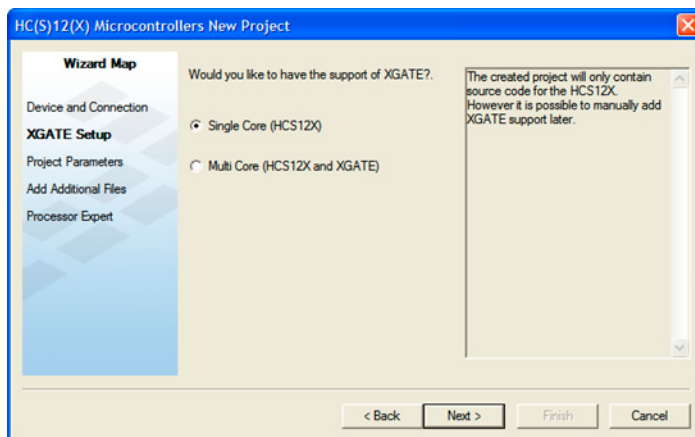 HC(S)12(X) Microcontrollers New Project
Wizard Map
Device and Connection
XGATE Setup
Project Parameters
Add Additional Files
Processor Expert
Would you like to have the support of XGATE?.
Single Core (HCS12X)
Multi Core (HCS12X and XGATE)
The created project will only contain
source code for the HCS12X.
However it is possible to manually add
XGATE support later.
< Back
Next >
Finish
Cancel